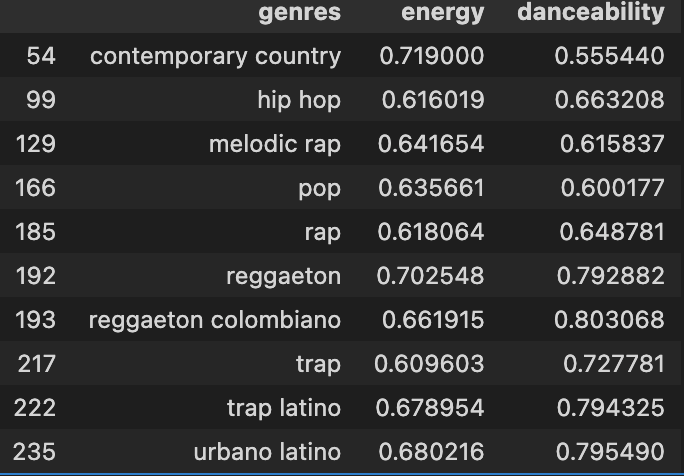 genres energy danceability
54 contemporary country 0.719000 0.555440
99 hip hop 0.616019 0.663208
129 melodic rap 0.641654 0.615837
166 pop 0.635661 0.600177
185 rap 0.618064 0.648781
192 reggaeton 0.702548 0.792882
193 reggaeton colombiano 0.661915 0.803068
217 trap 0.609603 0.727781
222 trap latino 0.678954 0.794325
235 urbano latino 0.680216 0.795490